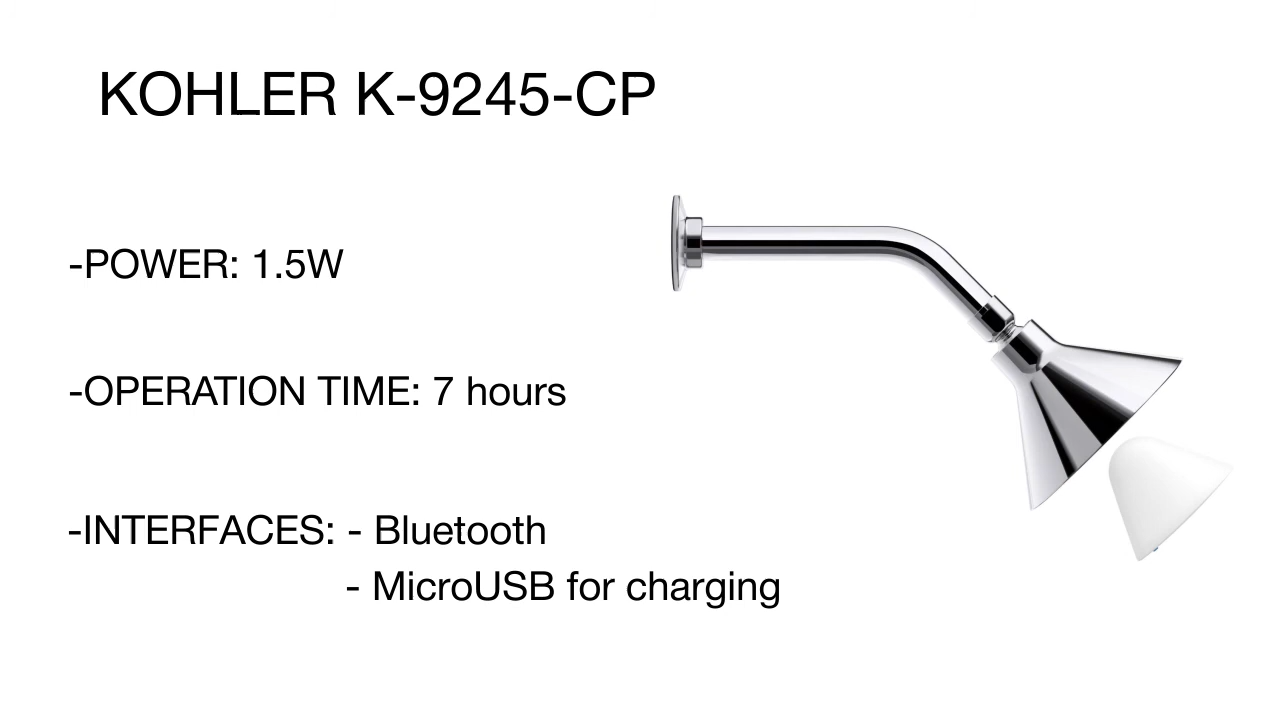 KOHLER K-9245-CP
-POWER: 1.5W
-OPERATION TIME: 7 hours
-INTERFACES: - Bluetooth
- MicroUSB for charging